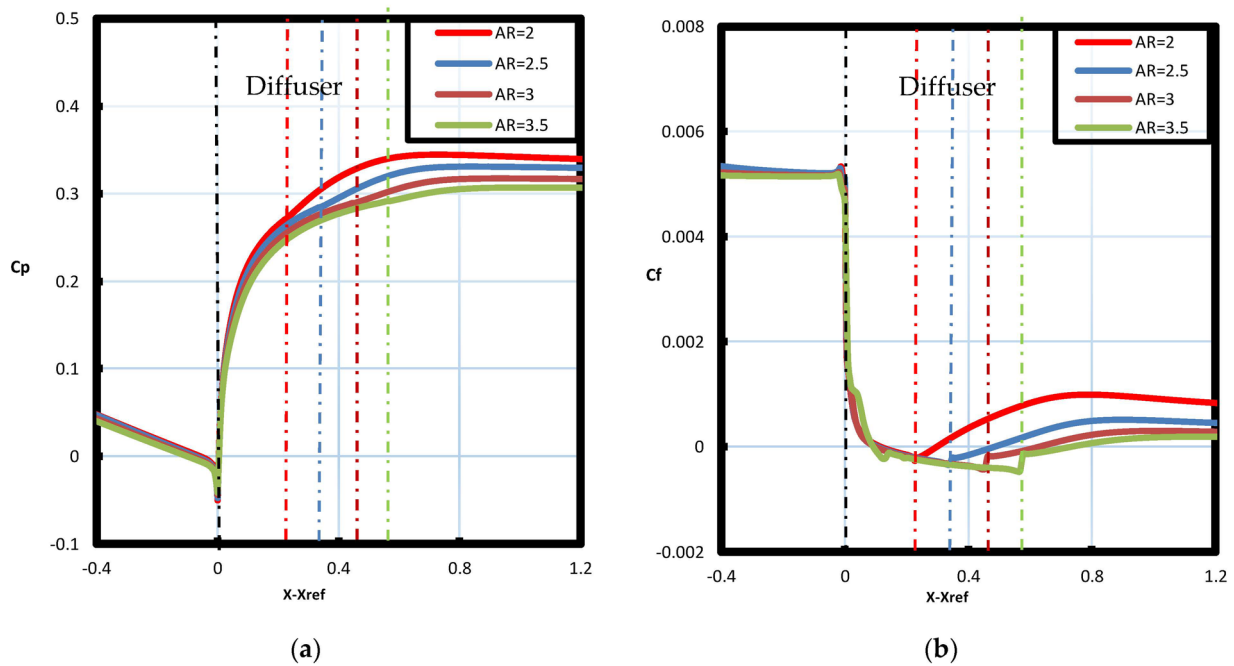 0.5
0.4
0.3
0.2
0.1
0
-0.1
Cp
-0.4
0
0.4
0.8
1.2
X-Xref
Diffuser
AR=2
AR=2.5
AR=3
AR=3.5
(a)
0.008
0.006
0.004
0.002
0
-0.002
Cf
-0.4
0
0.4
0.8
1.2
X-Xref
Diffuser
AR=2
AR=2.5
AR=3
AR=3.5
(b)